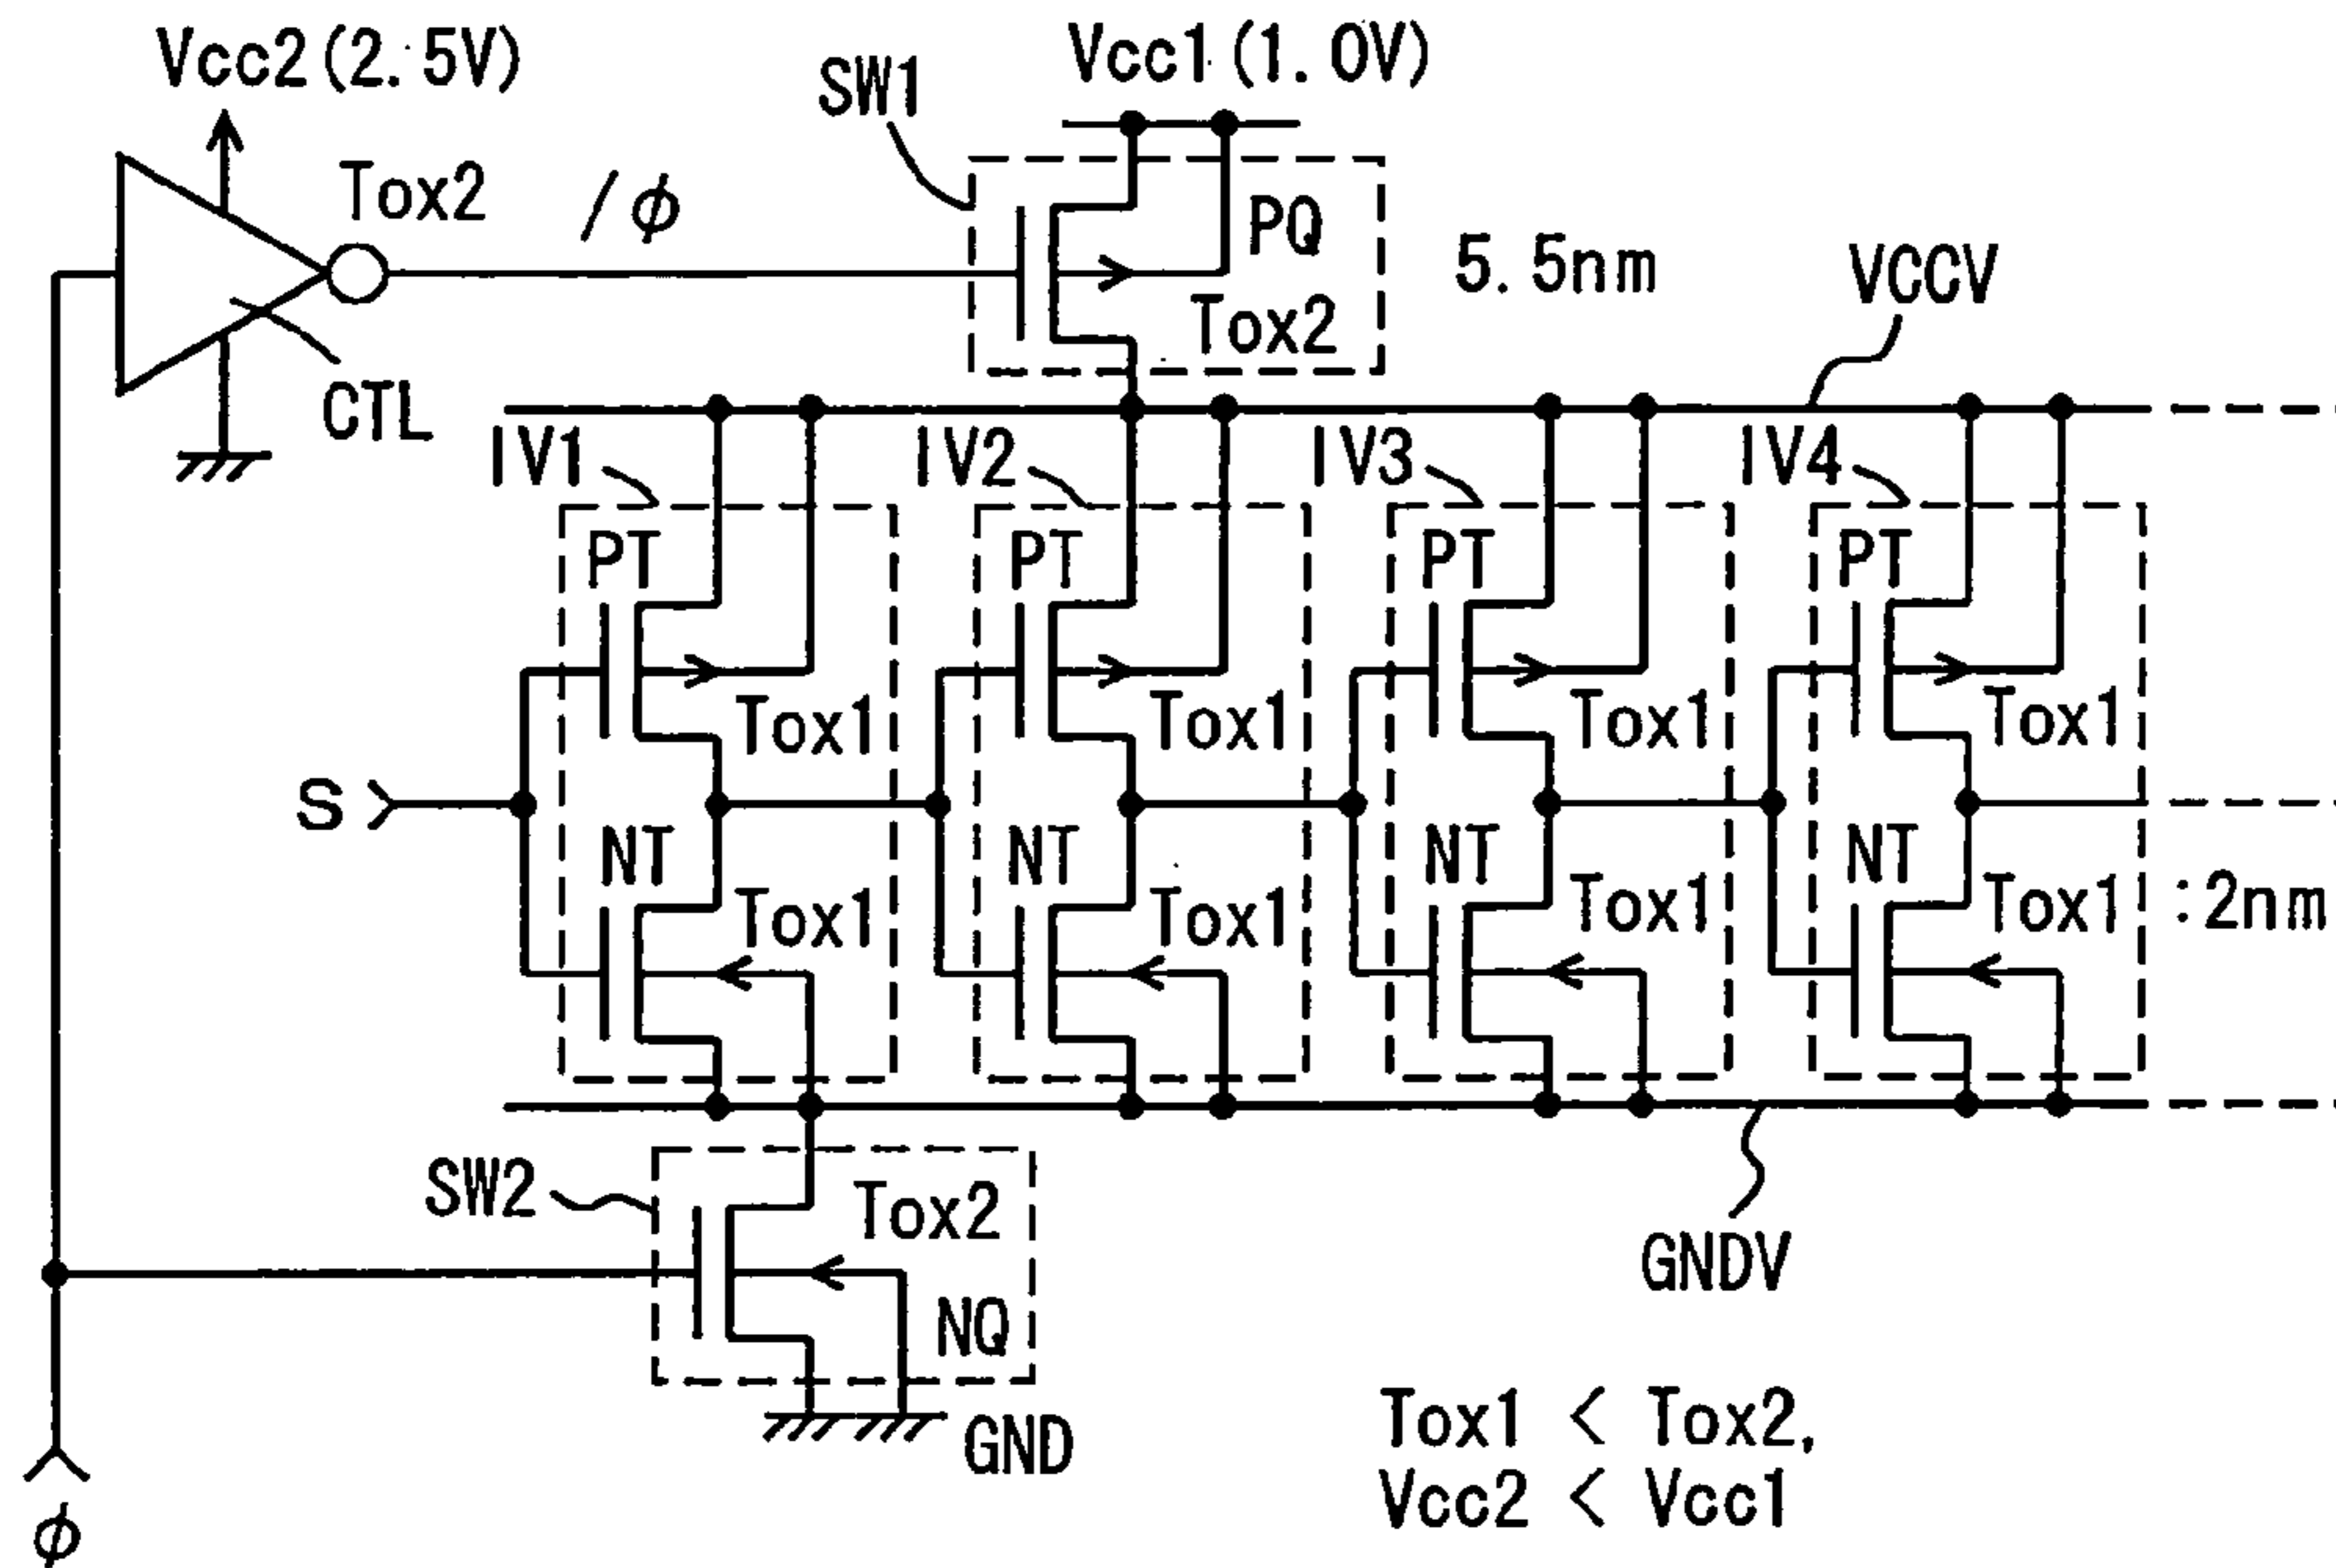 Vcc2(2.5V)
SW1
Vcc1(1.0V)
Tox2
/φ
PQ
5.5nm
VCCV
Tox2
CTL
IV1
IV2
IV3
IV4
PT
PT
PT
PT
Tox1
Tox1
Tox1
Tox1
S
NT
NT
NT
NT
Tox1
Tox1
Tox1
Tox1
:2nm
SW2
Tox2
GNDV
NQ
GND
Tox1 < Tox2,
Vcc2 < Vcc1
φ